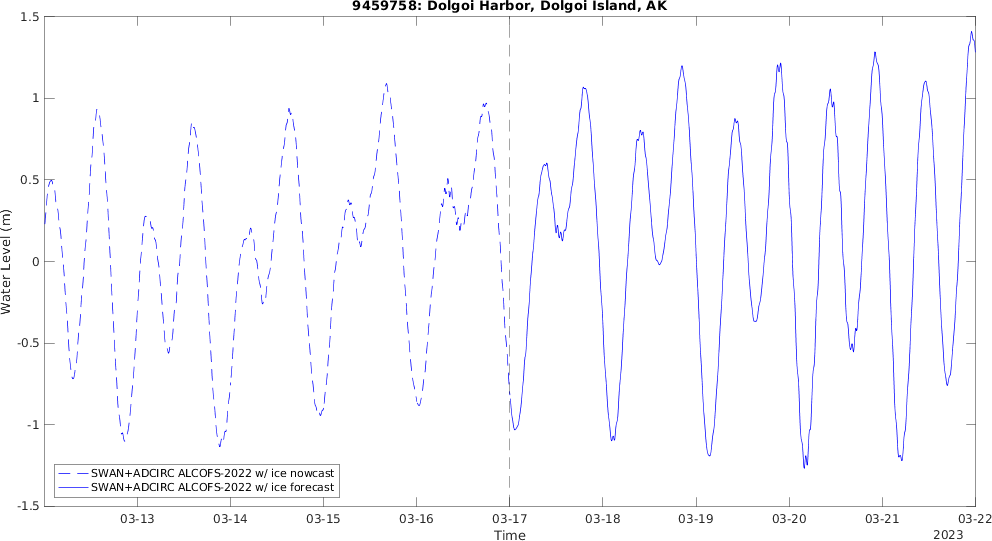 9459758: Dolgoi Harbor, Dolgoi Island, AK
1.5
1
0.5
0
-0.5
-1
-1.5
Water Level (m)
SWAN+ADCIRC ALCOFS-2022 w/ ice nowcast
SWAN+ADCIRC ALCOFS-2022 w/ ice forecast
03-13 03-14 03-15 03-16 03-17 03-18 03-19 03-20 03-21 03-22
Time
2023